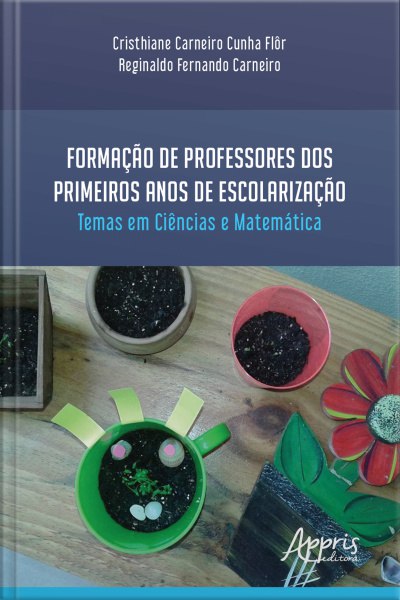 Cristhiane Carneiro Cunha Flôr
Reginaldo Fernando Carneiro
FORMAÇÃO DE PROFESSORES DOS
PRIMEIROS ANOS DE ESCOLARIZAÇÃO
Temas em Ciências e Matemática
Appris
editora